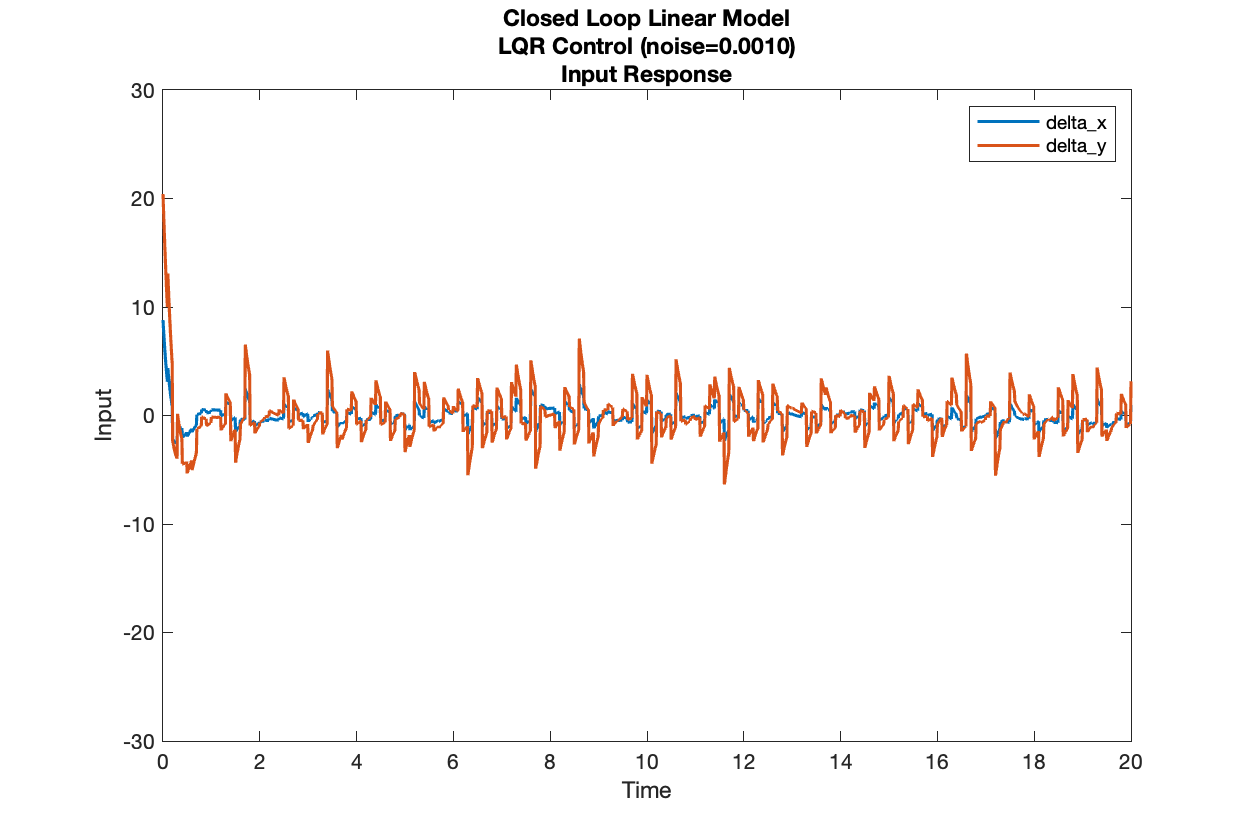 Closed Loop Linear Model
LQR Control (noise=0.0010)
Input Response
30
20
10
0
-10
-20
-30
Input
delta_x
delta_y
0 2 4 6 8 10 12 14 16 18 20
Time